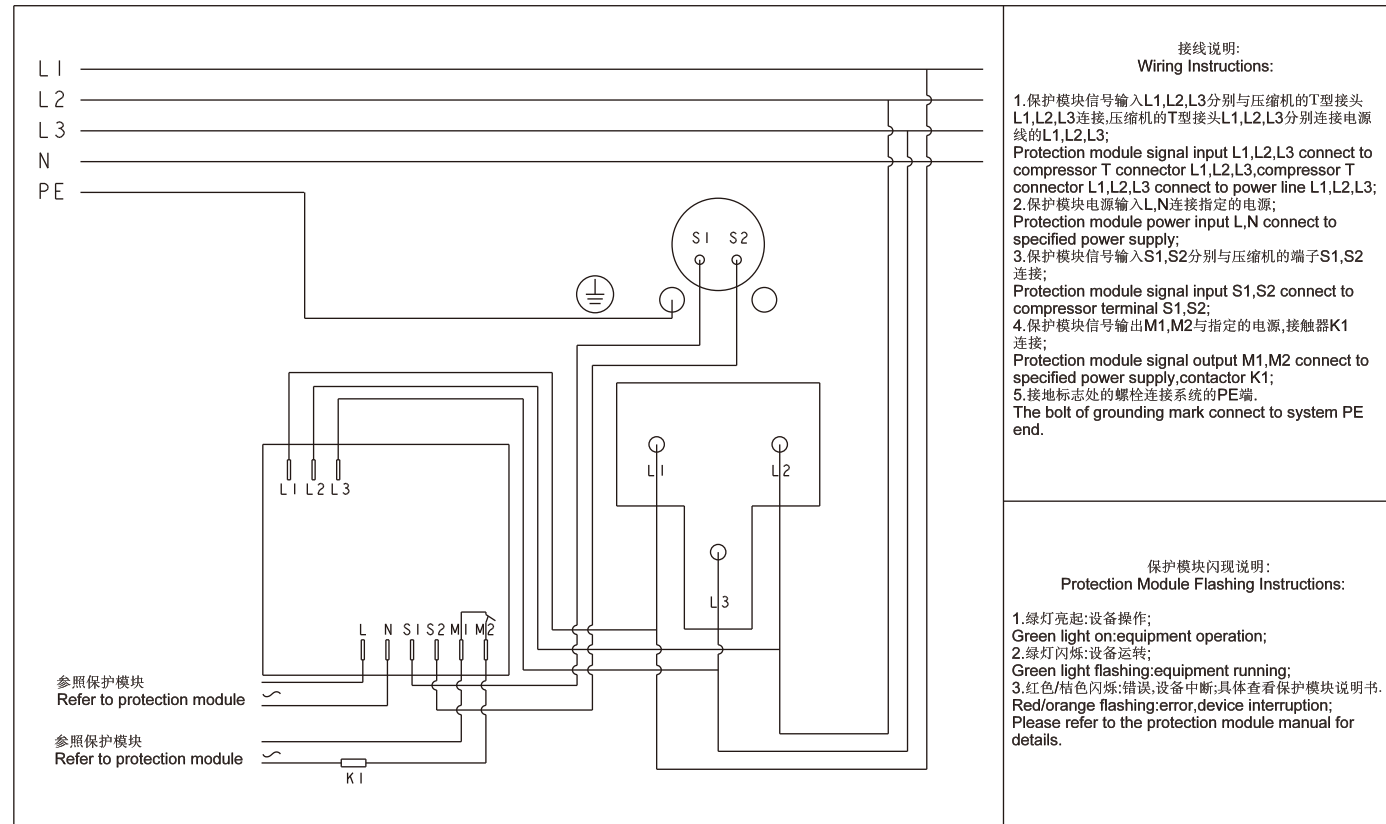 L1
L2
L3
N
PE
S1 S2
L1 L2
L3
L1 L2 L3
L N S1 S2 M1 M2
参照保护模块
Refer to protection module
参照保护模块
Refer to protection module
K1
接线说明:
Wiring Instructions:
1.保护模块信号输入L1,L2,L3分别与压缩机的T型接头
L1,L2,L3连接,压缩机的T型接头L1,L2,L3分别连接电源
线的L1,L2,L3;
Protection module signal input L1,L2,L3 connect to
compressor T connector L1,L2,L3,compressor T
connector L1,L2,L3 connect to power line L1,L2,L3;
2.保护模块电源输入L,N连接指定的电源;
Protection module power input L,N connect to
specified power supply;
3.保护模块信号输入S1,S2分别与压缩机的端子S1,S2
连接;
Protection module signal input S1,S2 connect to
compressor terminal S1,S2;
4.保护模块信号输出M1,M2与指定的电源,接触器K1
连接;
Protection module signal output M1,M2 connect to
specified power supply,contactor K1;
5.接地标志处的螺栓连接系统的PE端.
The bolt of grounding mark connect to system PE
end.
保护模块闪现说明:
Protection Module Flashing Instructions:
1.绿灯亮起:设备操作;
Green light on:equipment operation;
2.绿灯闪烁:设备运转;
Green light flashing:equipment running;
3.红色/桔色闪烁:错误,设备中断;具体查看保护模块说明书.
Red/orange flashing:error,device interruption;
Please refer to the protection module manual for
details.